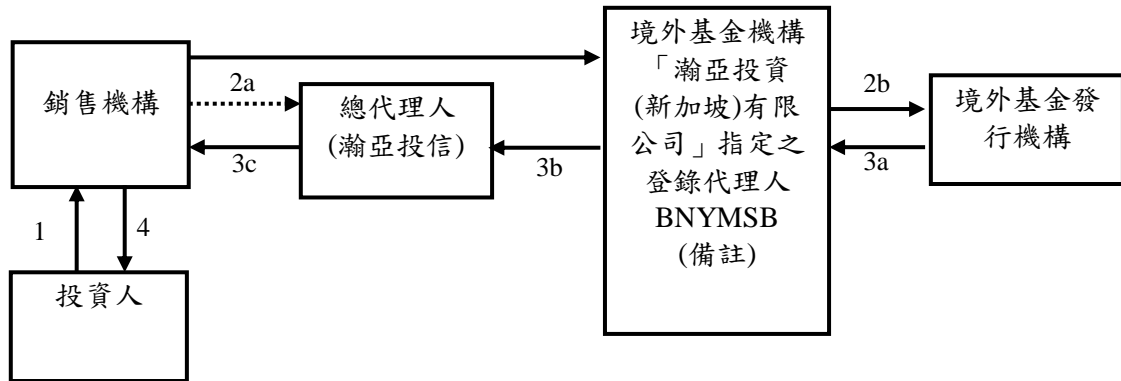 銷售機構
2a
3c
總代理人
(瀚亞投信)
3b
境外基金機構
「瀚亞投資
(新加坡)有限
公司」指定之
登錄代理人
BNYMSB
(備註)
2b
3a
境外基金發
行機構
1
4
投資人